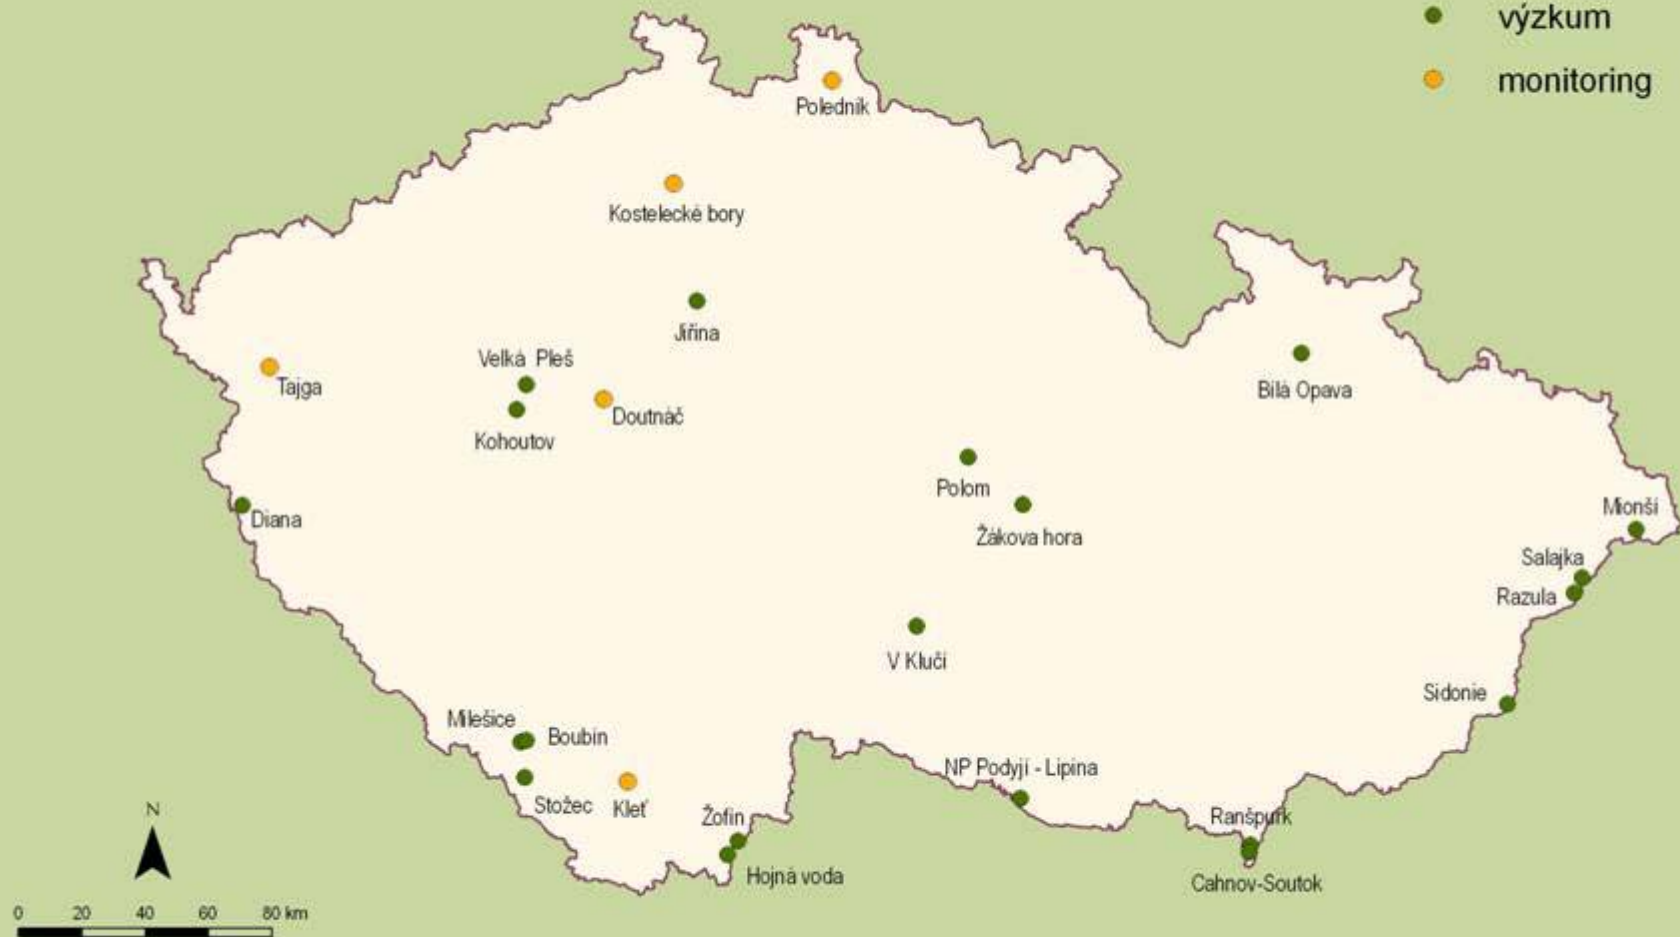 výzkum
monitoring
Poledník
Kostelecké bory
Jiřina
Velká Pleš
Tajga
Doutnáč
Bílá Opava
Kohoutov
Polom
Diana
Mionší
Žákova hora
Salajka
Razula
V Klučí
Sidonie
Milešice
Boubín
NP Podyjí - Lipina
Stožec
Kleť
Žofín
Ranšpurk
Hojná voda
Cahnov-Soutok
N
0 20 40 60 80 km